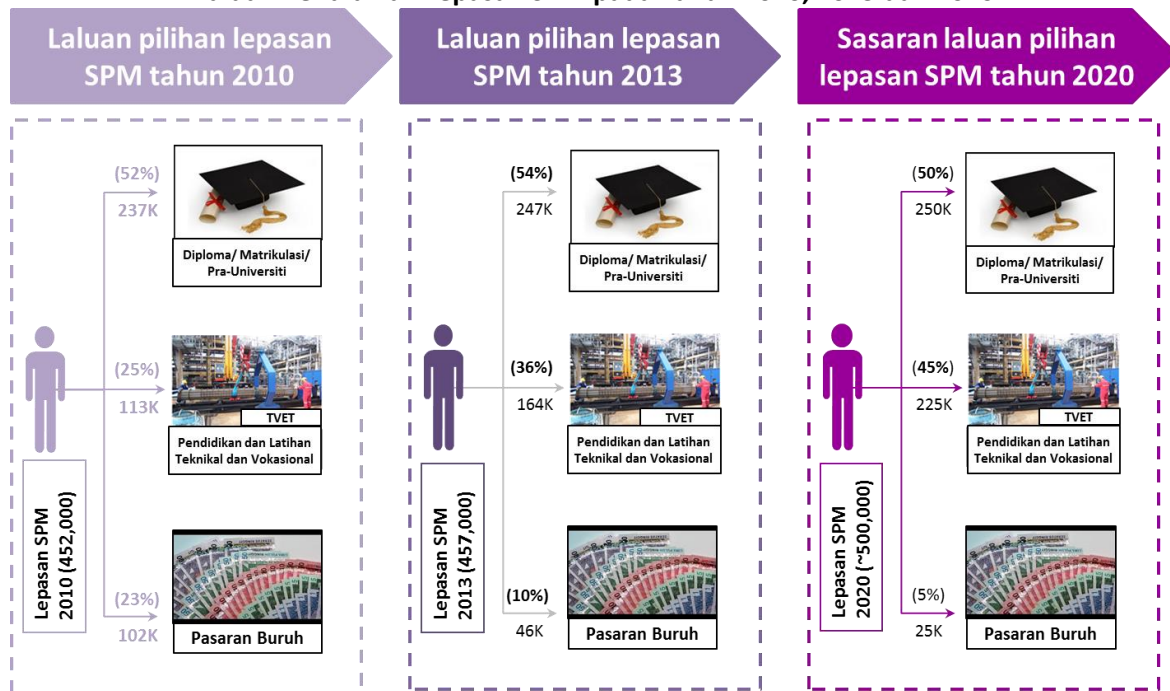 Laluan pilihan lepasan
SPM tahun 2010
(52%)
237K
Diploma/ Matrikulasi/
Pra-Universiti
(25%)
113K
TVET
Pendidikan dan Latihan
Teknikal dan Vokasional
Lepasan SPM
2010 (452,000)
(23%)
102K
Pasaran Buruh
Laluan pilihan lepasan
SPM tahun 2013
(54%)
247K
Diploma/ Matrikulasi/
Pra-Universiti
(36%)
164K
TVET
Pendidikan dan Latihan
Teknikal dan Vokasional
Lepasan SPM
2013 (457,000)
(10%)
46K
Pasaran Buruh
Sasaran laluan pilihan
lepasan SPM tahun 2020
(50%)
250K
Diploma/ Matrikulasi/
Pra-Universiti
(45%)
225K
TVET
Pendidikan dan Latihan
Teknikal dan Vokasional
Lepasan SPM
2020 (~500,000)
(5%)
25K
Pasaran Buruh